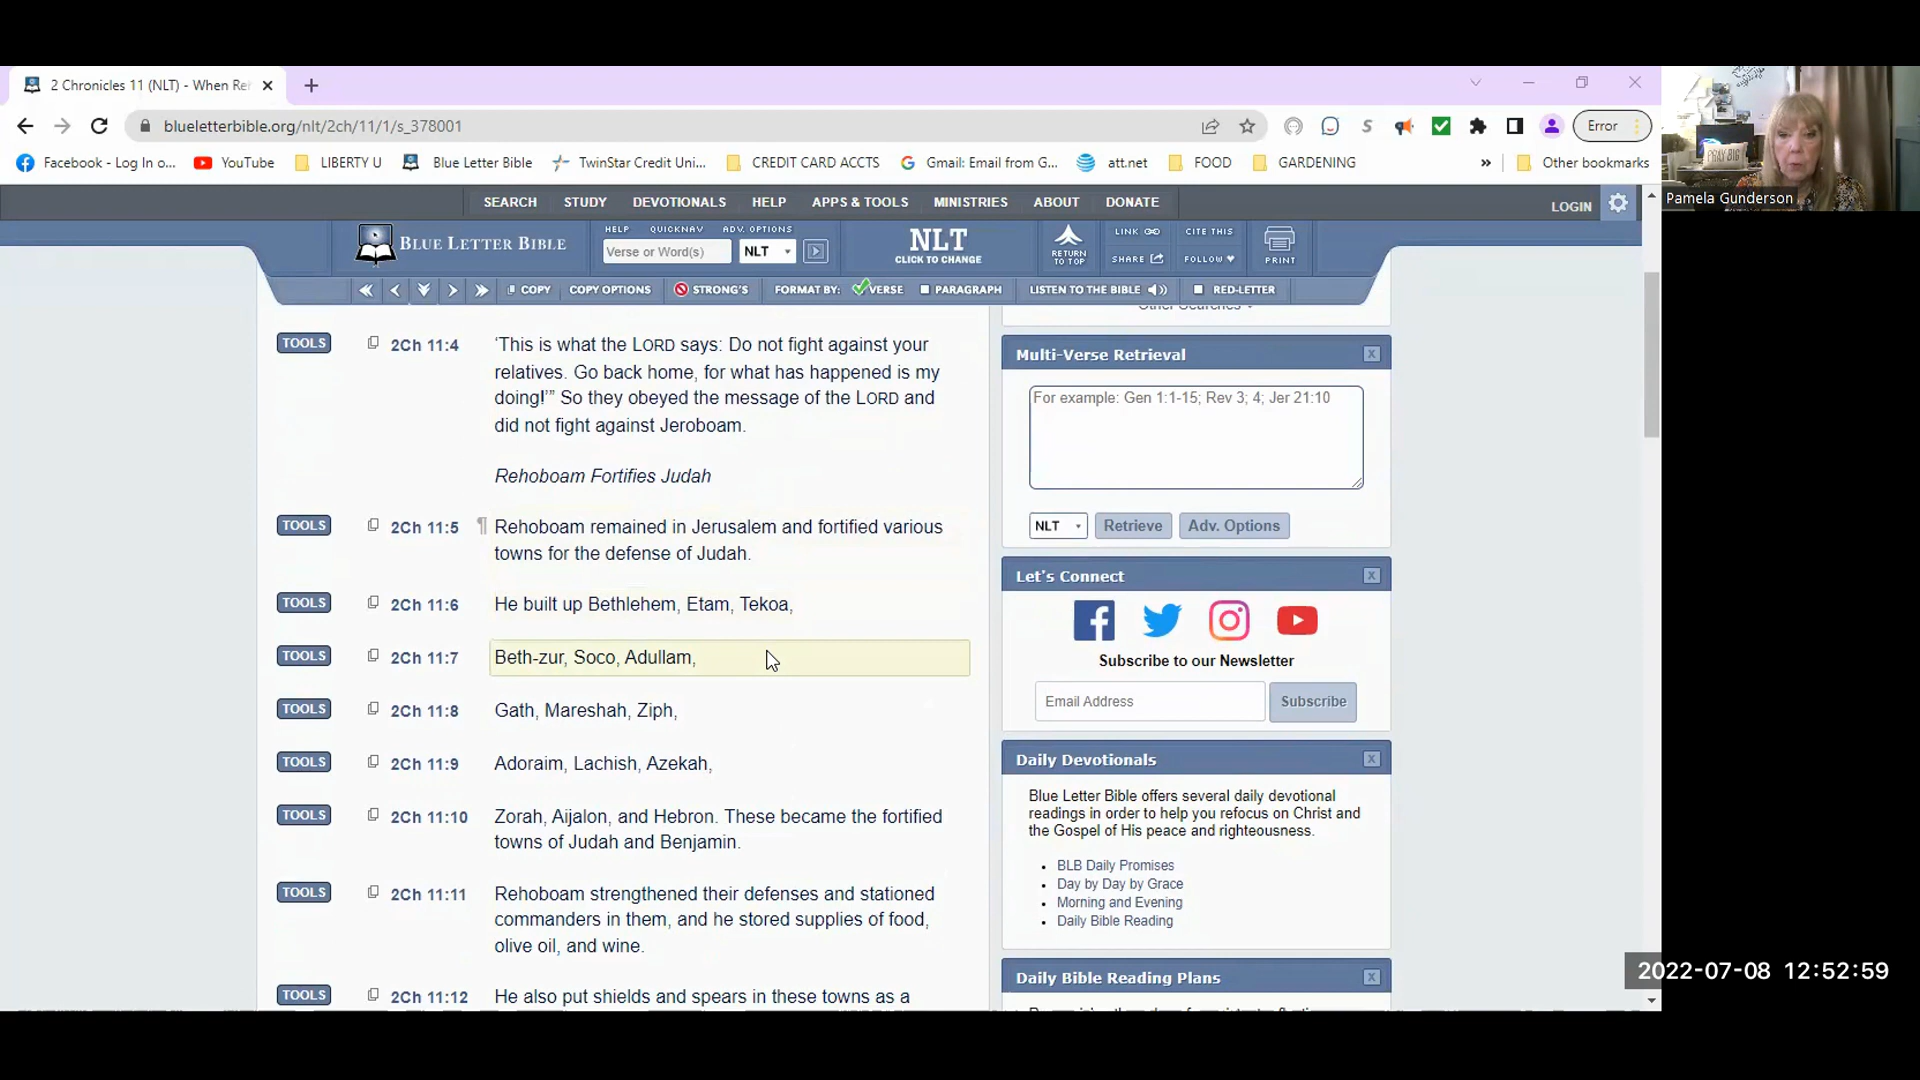 2 Chronicles 11 (NLT) - When Re
blueletterbible.org/nlt/2ch/11/1/s_378001
Error
Facebook - Log In o...
YouTube
LIBERTY U
Blue Letter Bible
TwinStar Credit Uni...
CREDIT CARD ACCTS
Gmail: Email from G...
att.net
FOOD
GARDENING
»
Other bookmarks
PRAY BIG
Pamela Gunderson
SEARCH STUDY DEVOTIONALS HELP APPS & TOOLS MINISTRIES ABOUT DONATE
LOGIN
BLUE LETTER BIBLE
HELP QUICKNAV ADV. OPTIONS
Verse or Word(s)
NLT
NLT
CLICK TO CHANGE
RETURN
TO TOP
LINK
CITE THIS
SHARE
FOLLOW
PRINT
COPY COPY OPTIONS STRONG'S FORMAT BY: VERSE PARAGRAPH LISTEN TO THE BIBLE RED-LETTER
TOOLS 2Ch 11:4 ‘This is what the LORD says: Do not fight against your
relatives. Go back home, for what has happened is my
doing!’” So they obeyed the message of the LORD and
did not fight against Jeroboam.
Rehoboam Fortifies Judah
TOOLS 2Ch 11:5 ¶ Rehoboam remained in Jerusalem and fortified various
towns for the defense of Judah.
TOOLS 2Ch 11:6 He built up Bethlehem, Etam, Tekoa,
TOOLS 2Ch 11:7 Beth-zur, Soco, Adullam,
TOOLS 2Ch 11:8 Gath, Mareshah, Ziph,
TOOLS 2Ch 11:9 Adoraim, Lachish, Azekah,
TOOLS 2Ch 11:10 Zorah, Aijalon, and Hebron. These became the fortified
towns of Judah and Benjamin.
TOOLS 2Ch 11:11 Rehoboam strengthened their defenses and stationed
commanders in them, and he stored supplies of food,
olive oil, and wine.
TOOLS 2Ch 11:12 He also put shields and spears in these towns as a
Other Searches
Multi-Verse Retrieval
For example: Gen 1:1-15; Rev 3; 4; Jer 21:10
NLT Retrieve Adv. Options
Let's Connect
Subscribe to our Newsletter
Email Address Subscribe
Daily Devotionals
Blue Letter Bible offers several daily devotional
readings in order to help you refocus on Christ and
the Gospel of His peace and righteousness.
• BLB Daily Promises
• Day by Day by Grace
• Morning and Evening
• Daily Bible Reading
Daily Bible Reading Plans
2022-07-08 12:52:59